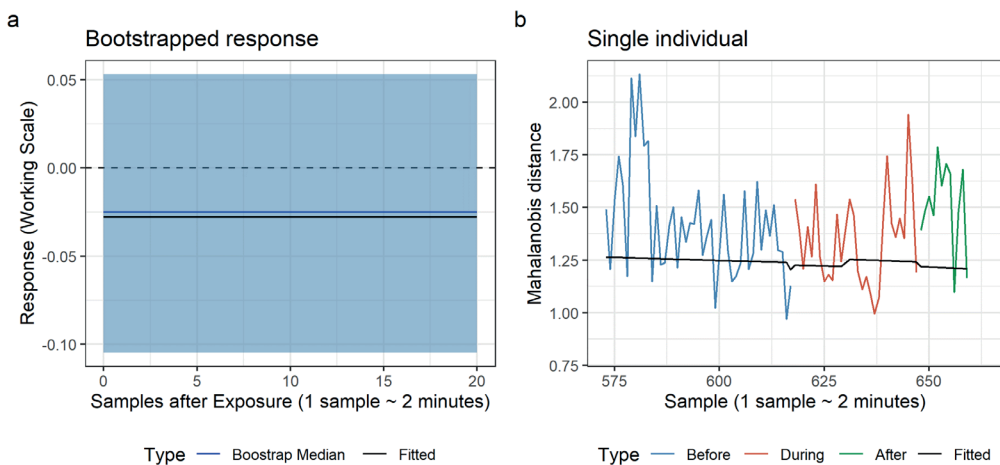 a
Bootstrapped response
Response (Working Scale)
0.05
0.00
-0.05
-0.10
0
5
10
15
20
Samples after Exposure (1 sample ~ 2 minutes)
Type
Boostrap Median
Fitted
b
Single individual
Mahalanobis distance
2.00
1.75
1.50
1.25
1.00
0.75
575
600
625
650
Sample (1 sample ~ 2 minutes)
Type
Before
During
After
Fitted